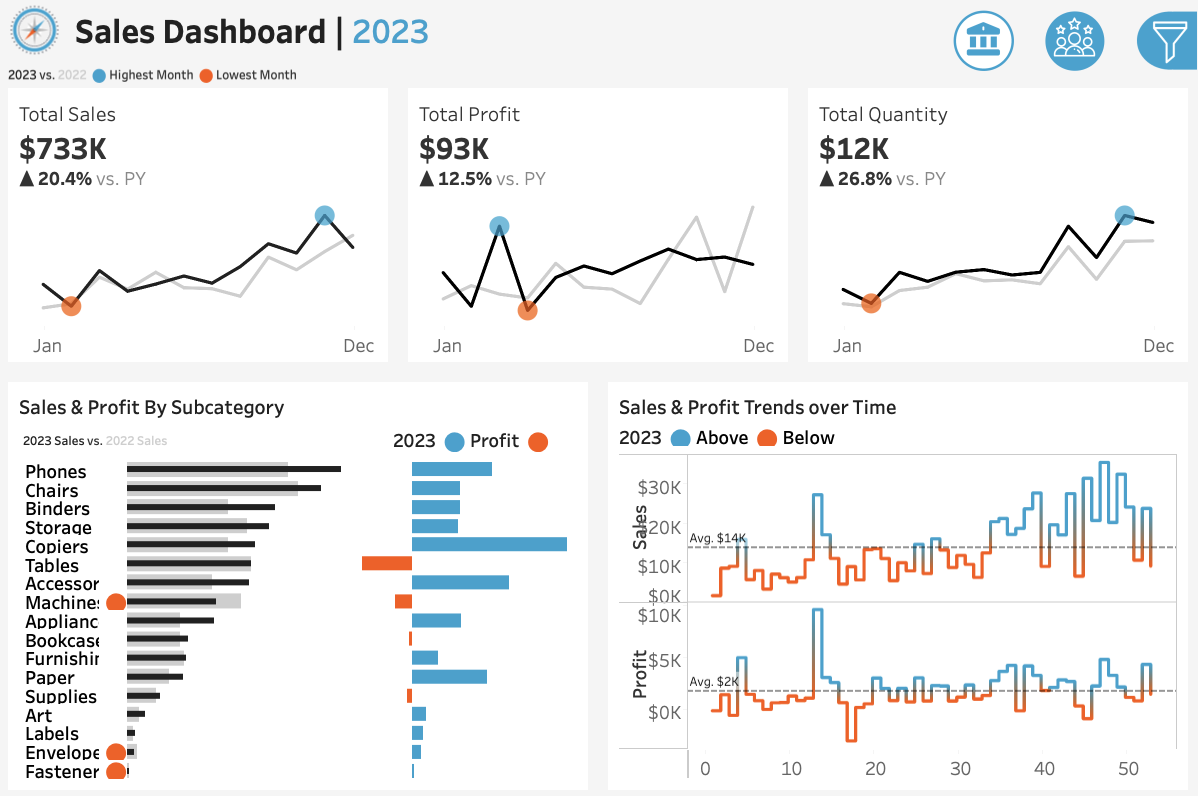 Sales Dashboard | 2023
2023 vs. 2022 Highest Month Lowest Month
Total Sales
$733K
▲ 20.4% vs. PY
Jan Dec
Total Profit
$93K
▲ 12.5% vs. PY
Jan Dec
Total Quantity
$12K
▲ 26.8% vs. PY
Jan Dec
Sales & Profit By Subcategory
2023 Sales vs. 2022 Sales
2023 Profit
Phones
Chairs
Binders
Storage
Copiers
Tables
Accessor
Machines
Applianc
Bookcase
Furnishin
Paper
Supplies
Art
Labels
Envelope
Fastener
Sales & Profit Trends over Time
2023 Above Below
Sales
$30K
20K
Avg. $14K
$10K
$0K
Profit
$10K
$5K
Avg. $2K
$0K
0 10 20 30 40 50